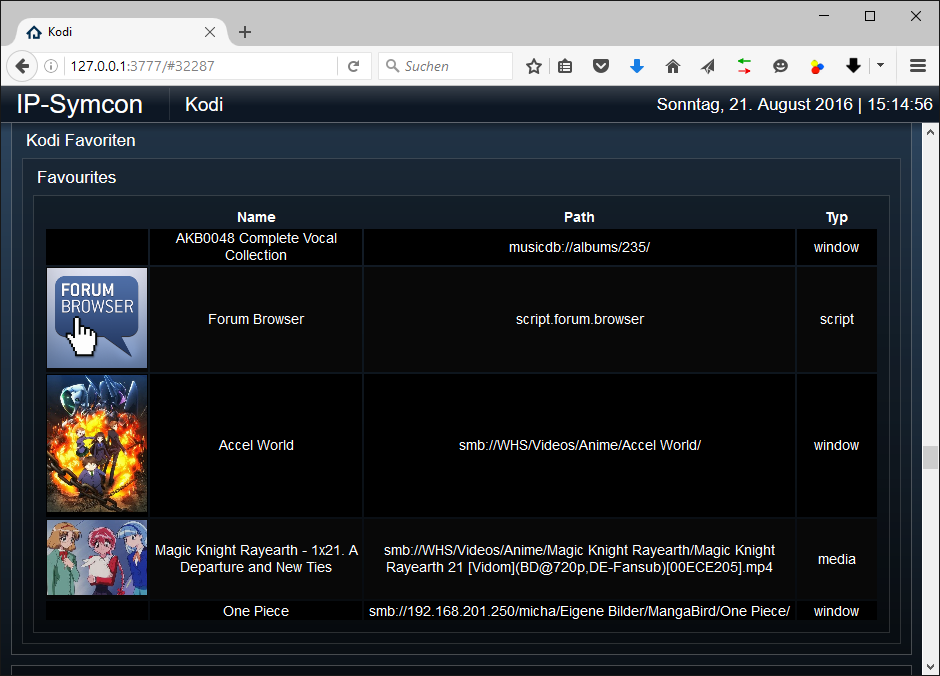 Kodi
127.0.0.1:3777/#32287
Suchen
IP-Symcon
Kodi
Sonntag, 21. August 2016 | 15:14:56
Kodi Favoriten
Favourites
Name Path Typ
AKB0048 Complete Vocal
Collection
musicdb://albums/235/
window
FORUM
BROWSER
Forum Browser
script.forum.browser
script
Accel World
smb://WHS/Videos/Anime/Accel World/
window
Magic Knight Rayearth - 1x21. A
Departure and New Ties
smb://WHS/Videos/Anime/Magic Knight Rayearth/Magic Knight
Rayearth 21 [Vidom](BD@720p,DE-Fansub)[00ECE205].mp4
media
One Piece
smb://192.168.201.250/micha/Eigene Bilder/MangaBird/One Piece/
window